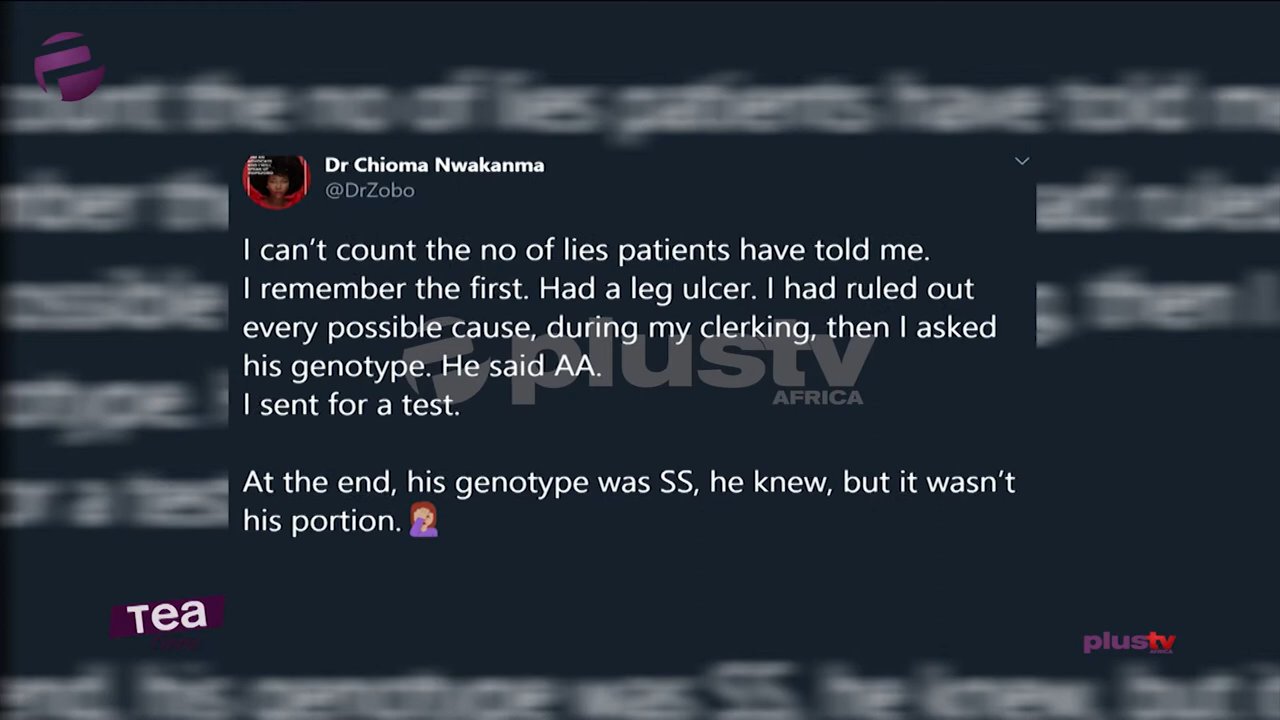 Dr Chioma Nwakanma
@DrZobo
I can't count the no of lies patients have told me.
I remember the first. Had a leg ulcer. I had ruled out
every possible cause, during my clerking, then I asked
his genotype. He said AA.
I sent for a test.
At the end, his genotype was SS, he knew, but it wasn't
his portion.
plustv
AFRICA
Tea
plustv
AFRICA